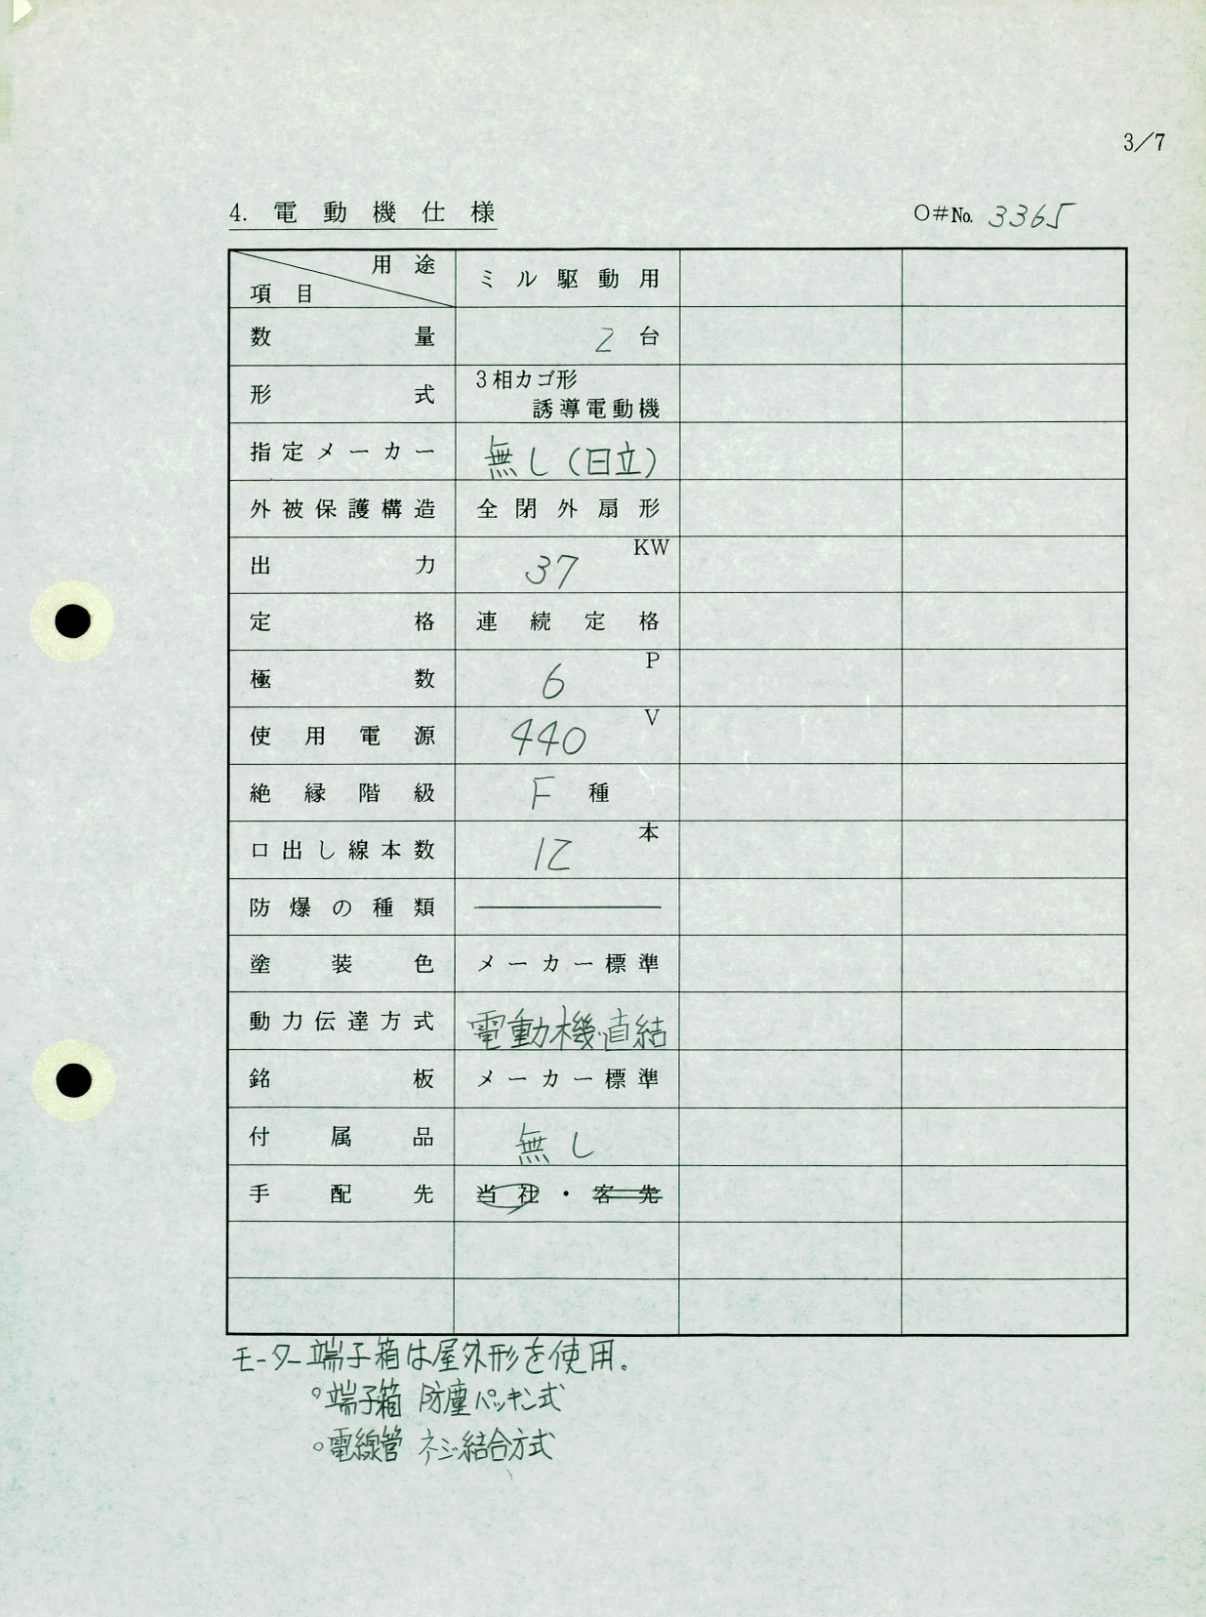 3/7
4. 電動機仕様
O#No. 3365
用途
項目
ミル駆動用
数量 2 台
形式 3相カゴ形
誘導電動機
指定メーカー 無し(日立)
外被保護構造 全閉外扇形
出力 37 KW
定格 連続定格
極数 6 P
使用電源 440 V
絶縁階級 F 種
口出し線本数 12 本
防爆の種類 ―
塗装色 メーカー標準
動力伝達方式 電動機直結
銘板 メーカー標準
付属品 無し
手配先 当社・客先
モーター端子箱は屋外形を使用。
○端子箱 防塵パッキン式
○電線管 ネジ結合方式